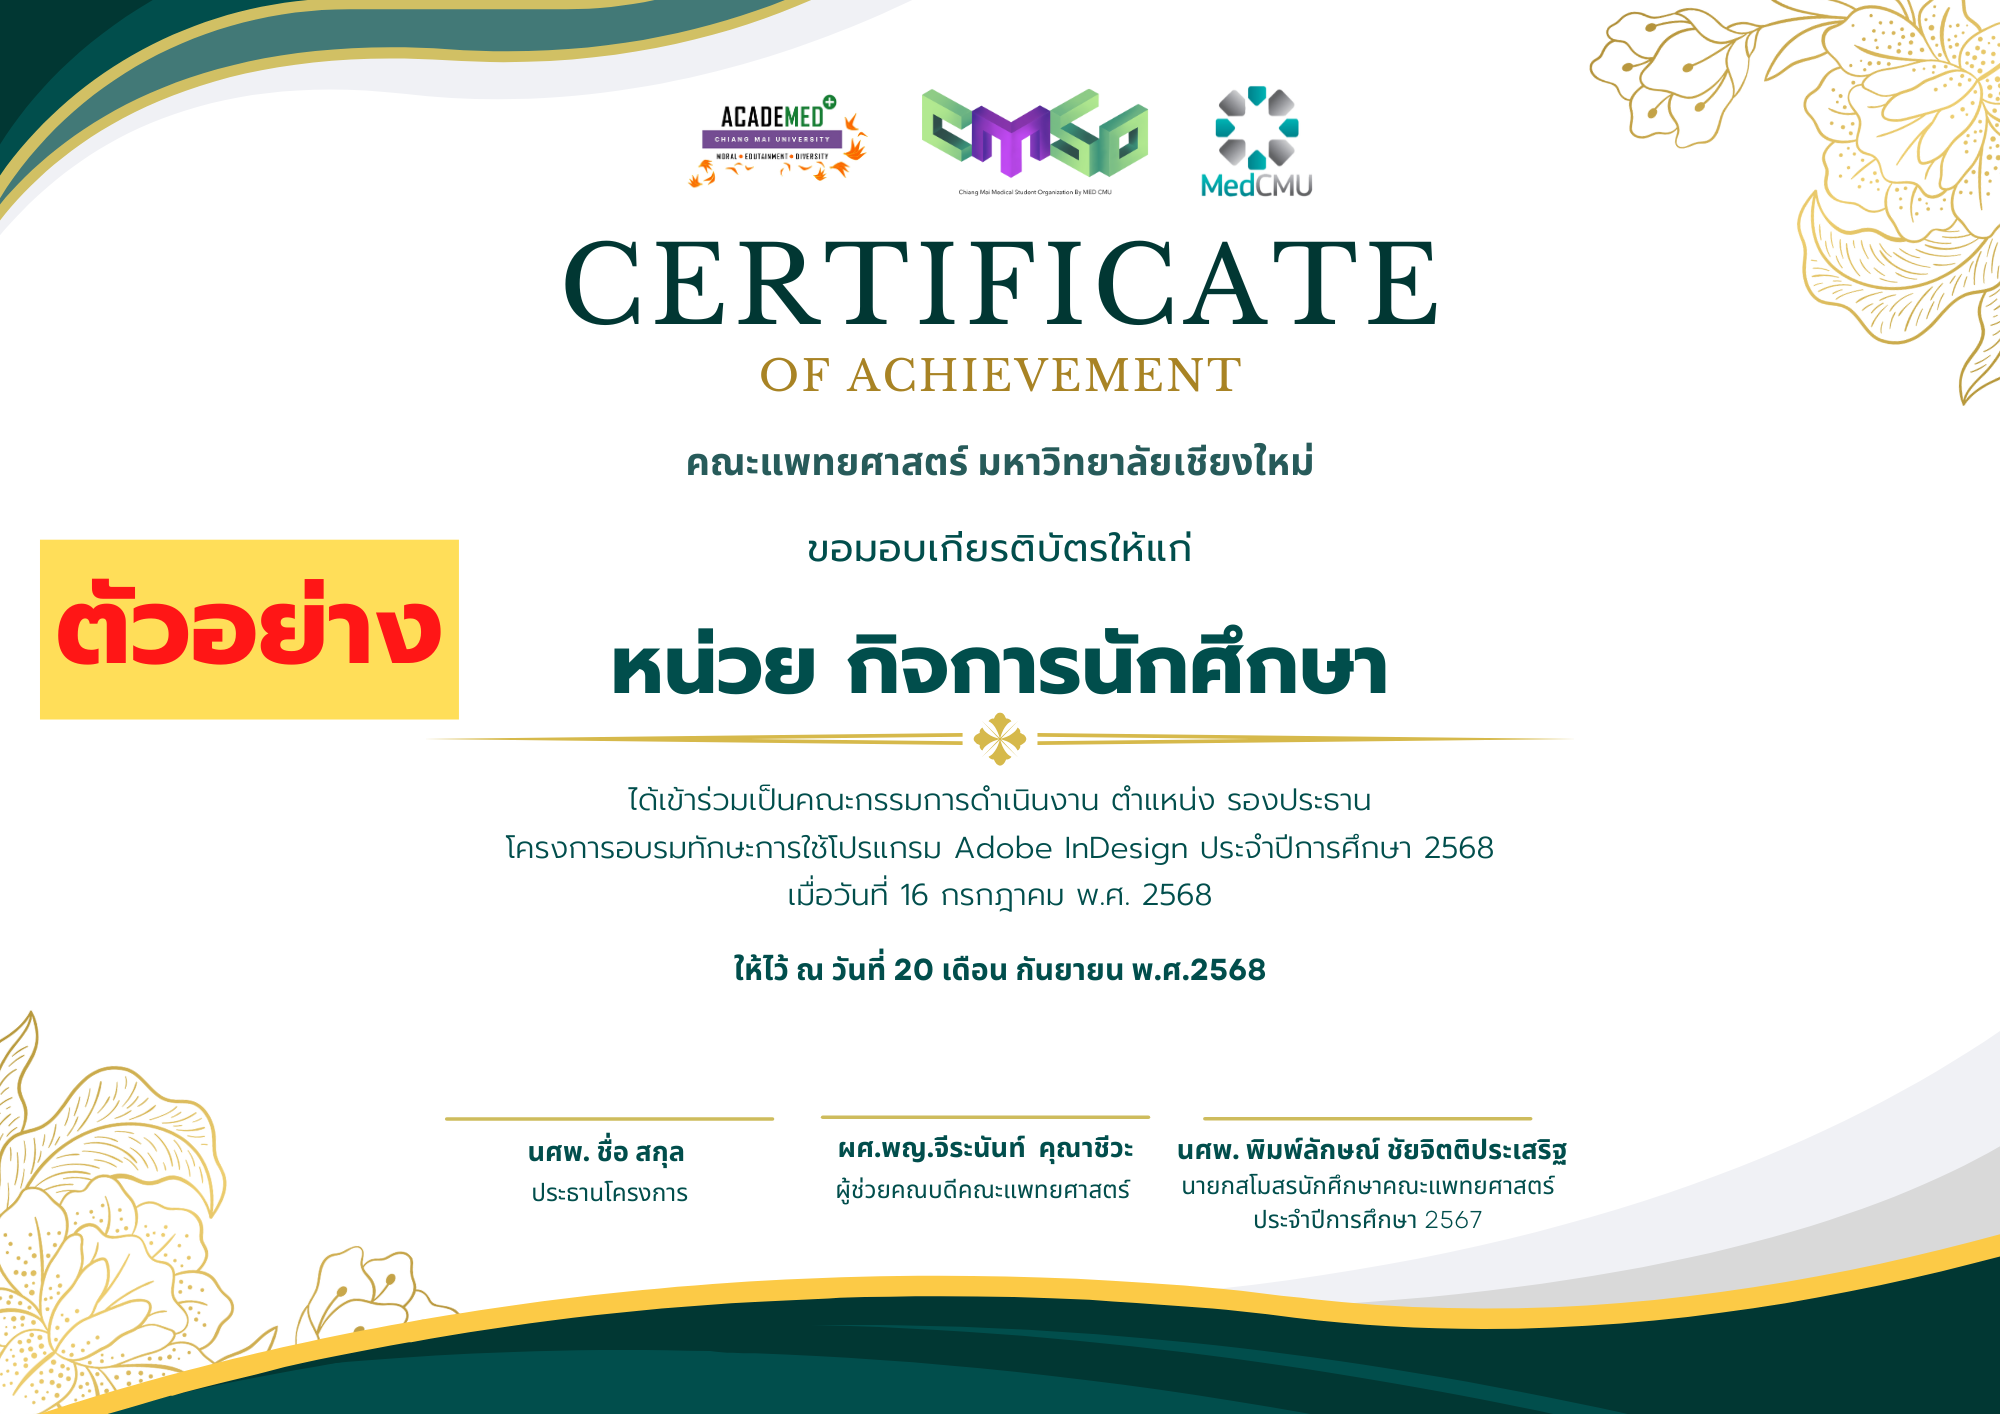 ACADEMED
CHIANG MAI UNIVERSITY
MORAL • EDUTAINMENT • DIVERSITY
CMSO
Chiang Mai Medical Student Organization By MED CMU
MedCMU
CERTIFICATE
OF ACHIEVEMENT
คณะแพทยศาสตร์ มหาวิทยาลัยเชียงใหม่
ขอมอบเกียรติบัตรให้แก่
ตัวอย่าง
หน่วย กิจการนักศึกษา
ได้เข้าร่วมเป็นคณะกรรมการดำเนินงาน ตำแหน่ง รองประธาน
โครงการอบรมทักษะการใช้โปรแกรม Adobe InDesign ประจำปีการศึกษา 2568
เมื่อวันที่ 16 กรกฎาคม พ.ศ. 2568
ให้ไว้ ณ วันที่ 20 เดือน กันยายน พ.ศ.2568
นศพ. ชื่อ สกุล
ประธานโครงการ
ผศ.พญ.จีระนันท์ คุณาชีวะ
ผู้ช่วยคณบดีคณะแพทยศาสตร์
นศพ. พิมพ์ลักษณ์ ชัยจิตติประเสริฐ
นายกสโมสรนักศึกษาคณะแพทยศาสตร์
ประจำปีการศึกษา 2567